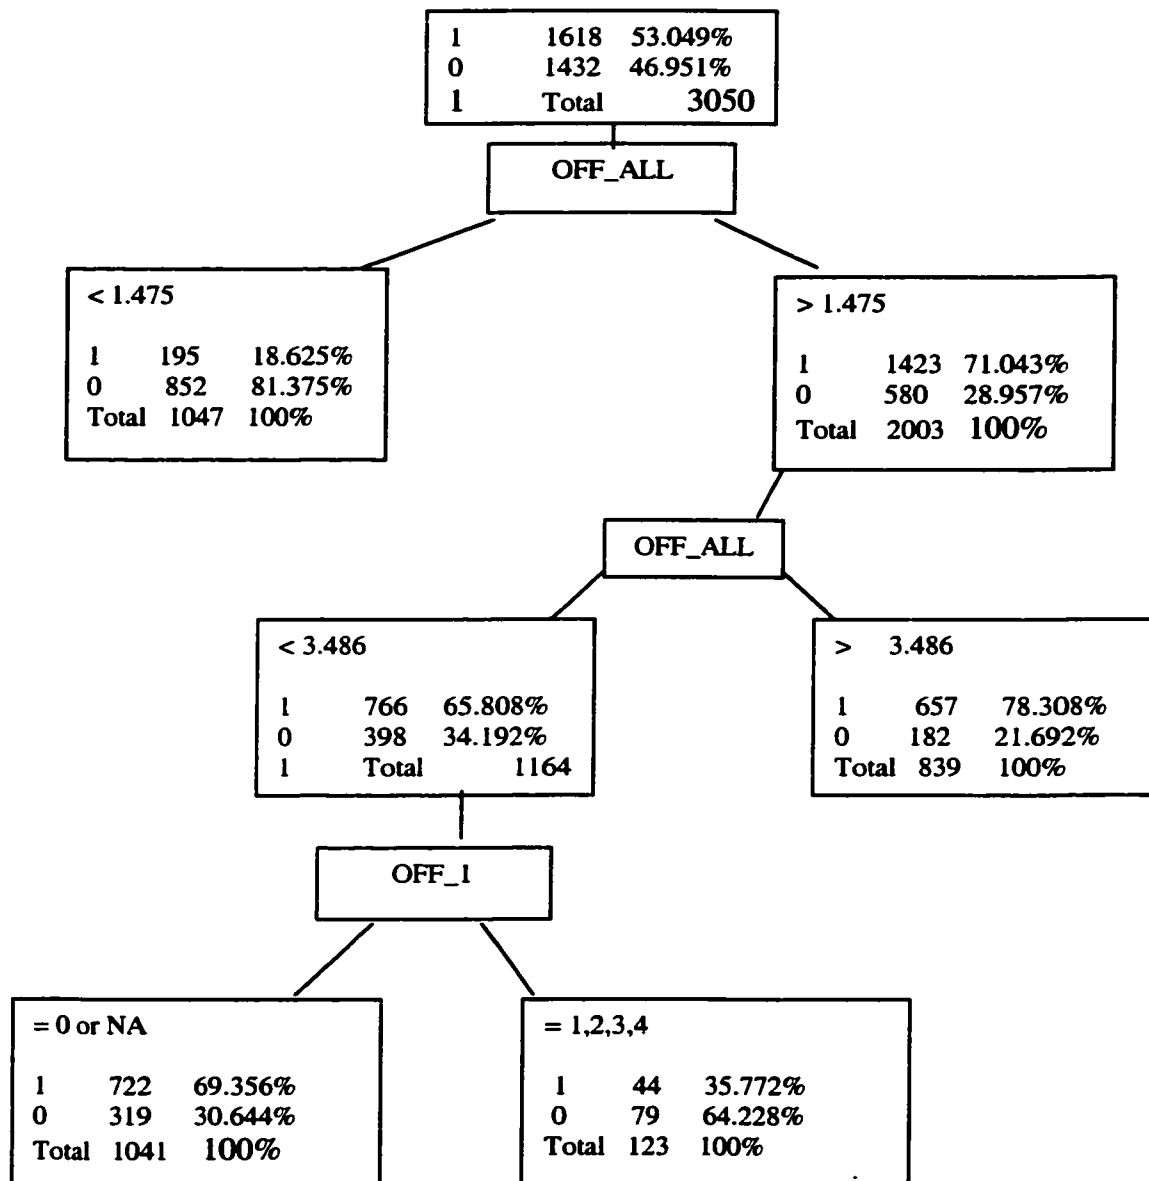 1 1618 53.049%
0 1432 46.951%
1 Total 3050
OFF_ALL
< 1.475
1 195 18.625%
0 852 81.375%
Total 1047 100%
> 1.475
1 1423 71.043%
0 580 28.957%
Total 2003 100%
OFF_ALL
< 3.486
1 766 65.808%
0 398 34.192%
1 Total 1164
> 3.486
1 657 78.308%
0 182 21.692%
Total 839 100%
OFF_1
= 0 or NA
1 722 69.356%
0 319 30.644%
Total 1041 100%
= 1,2,3,4
1 44 35.772%
0 79 64.228%
Total 123 100%